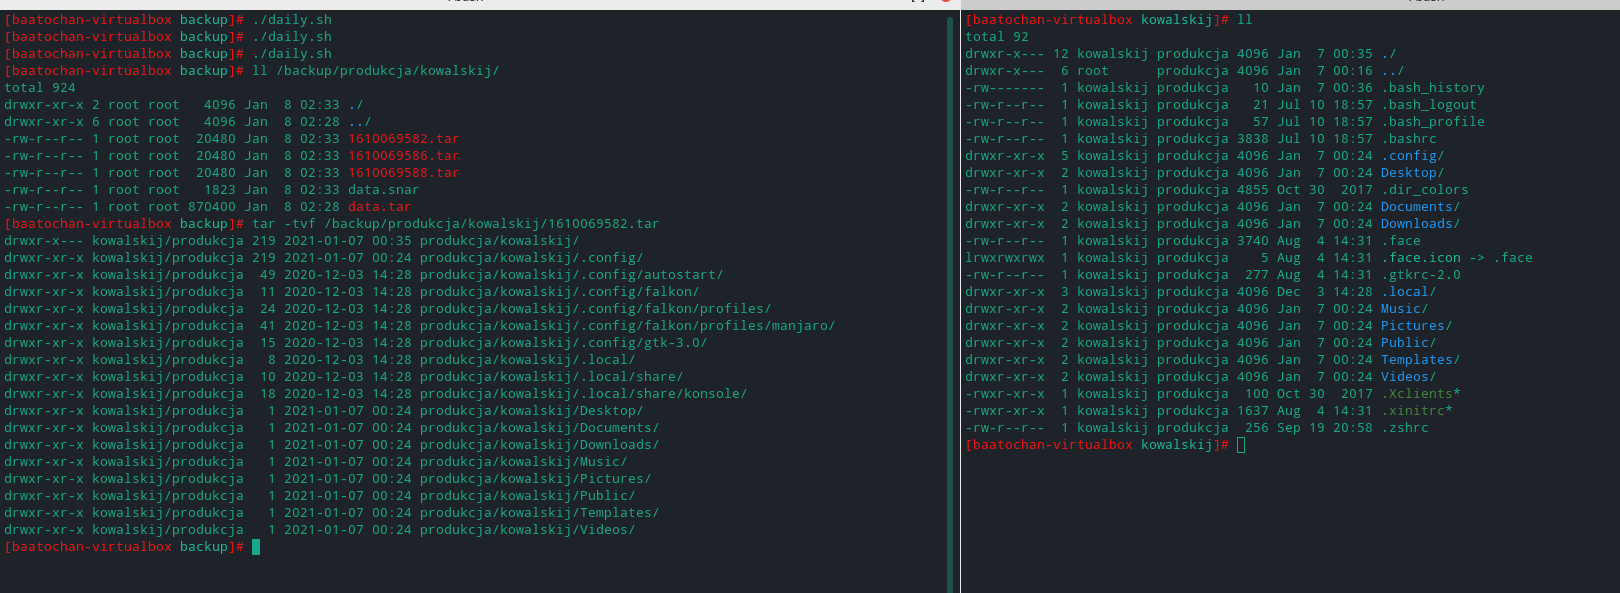 [baatochan-virtualbox backup]# ./daily.sh
[baatochan-virtualbox backup]# ./daily.sh
[baatochan-virtualbox backup]# ./daily.sh
[baatochan-virtualbox backup]# ll /backup/produkcja/kowalskij/
total 924
drwxr-xr-x 2 root root   4096 Jan  8 02:33 ./
drwxr-xr-x 6 root root   4096 Jan  8 02:28 ../
-rw-r--r-- 1 root root  20480 Jan  8 02:33 1610069582.tar
-rw-r--r-- 1 root root  20480 Jan  8 02:33 1610069586.tar
-rw-r--r-- 1 root root  20480 Jan  8 02:33 1610069588.tar
-rw-r--r-- 1 root root   1823 Jan  8 02:33 data.snar
-rw-r--r-- 1 root root 870400 Jan  8 02:28 data.tar
[baatochan-virtualbox backup]# tar -tvf /backup/produkcja/kowalskij/1610069582.tar
drwxr-x--- kowalskij/produkcja 219 2021-01-07 00:35 produkcja/kowalskij/
drwxr-xr-x kowalskij/produkcja 219 2021-01-07 00:24 produkcja/kowalskij/.config/
drwxr-xr-x kowalskij/produkcja  49 2020-12-03 14:28 produkcja/kowalskij/.config/autostart/
drwxr-xr-x kowalskij/produkcja  11 2020-12-03 14:28 produkcja/kowalskij/.config/falkon/
drwxr-xr-x kowalskij/produkcja  24 2020-12-03 14:28 produkcja/kowalskij/.config/falkon/profiles/
drwxr-xr-x kowalskij/produkcja  41 2020-12-03 14:28 produkcja/kowalskij/.config/falkon/profiles/manjaro/
drwxr-xr-x kowalskij/produkcja  15 2020-12-03 14:28 produkcja/kowalskij/.config/gtk-3.0/
drwxr-xr-x kowalskij/produkcja   8 2020-12-03 14:28 produkcja/kowalskij/.local/
drwxr-xr-x kowalskij/produkcja  10 2020-12-03 14:28 produkcja/kowalskij/.local/share/
drwxr-xr-x kowalskij/produkcja  18 2020-12-03 14:28 produkcja/kowalskij/.local/share/konsole/
drwxr-xr-x kowalskij/produkcja   1 2021-01-07 00:24 produkcja/kowalskij/Desktop/
drwxr-xr-x kowalskij/produkcja   1 2021-01-07 00:24 produkcja/kowalskij/Documents/
drwxr-xr-x kowalskij/produkcja   1 2021-01-07 00:24 produkcja/kowalskij/Downloads/
drwxr-xr-x kowalskij/produkcja   1 2021-01-07 00:24 produkcja/kowalskij/Music/
drwxr-xr-x kowalskij/produkcja   1 2021-01-07 00:24 produkcja/kowalskij/Pictures/
drwxr-xr-x kowalskij/produkcja   1 2021-01-07 00:24 produkcja/kowalskij/Public/
drwxr-xr-x kowalskij/produkcja   1 2021-01-07 00:24 produkcja/kowalskij/Templates/
drwxr-xr-x kowalskij/produkcja   1 2021-01-07 00:24 produkcja/kowalskij/Videos/
[baatochan-virtualbox backup]#
[baatochan-virtualbox kowalskij]# ll
total 92
drwxr-x--- 12 kowalskij produkcja 4096 Jan  7 00:35 ./
drwxr-x---  6 root      produkcja 4096 Jan  7 00:16 ../
-rw-------  1 kowalskij produkcja   10 Jan  7 00:36 .bash_history
-rw-r--r--  1 kowalskij produkcja   21 Jul 10 18:57 .bash_logout
-rw-r--r--  1 kowalskij produkcja   57 Jul 10 18:57 .bash_profile
-rw-r--r--  1 kowalskij produkcja 3838 Jul 10 18:57 .bashrc
drwxr-xr-x  5 kowalskij produkcja 4096 Jan  7 00:24 .config/
drwxr-xr-x  2 kowalskij produkcja 4096 Jan  7 00:24 Desktop/
-rw-r--r--  1 kowalskij produkcja 4855 Oct 30  2017 .dir_colors
drwxr-xr-x  2 kowalskij produkcja 4096 Jan  7 00:24 Documents/
drwxr-xr-x  2 kowalskij produkcja 4096 Jan  7 00:24 Downloads/
-rw-r--r--  1 kowalskij produkcja 3740 Aug  4 14:31 .face
lrwxrwxrwx  1 kowalskij produkcja    5 Aug  4 14:31 .face.icon -> .face
-rw-r--r--  1 kowalskij produkcja  277 Aug  4 14:31 .gtkrc-2.0
drwxr-xr-x  3 kowalskij produkcja 4096 Dec  3 14:28 .local/
drwxr-xr-x  2 kowalskij produkcja 4096 Jan  7 00:24 Music/
drwxr-xr-x  2 kowalskij produkcja 4096 Jan  7 00:24 Pictures/
drwxr-xr-x  2 kowalskij produkcja 4096 Jan  7 00:24 Public/
drwxr-xr-x  2 kowalskij produkcja 4096 Jan  7 00:24 Templates/
drwxr-xr-x  2 kowalskij produkcja 4096 Jan  7 00:24 Videos/
-rwxr-xr-x  1 kowalskij produkcja  100 Oct 30  2017 .Xclients*
-rwxr-xr-x  1 kowalskij produkcja 1637 Aug  4 14:31 .xinitrc*
-rw-r--r--  1 kowalskij produkcja  256 Sep 19 20:58 .zshrc
[baatochan-virtualbox kowalskij]#